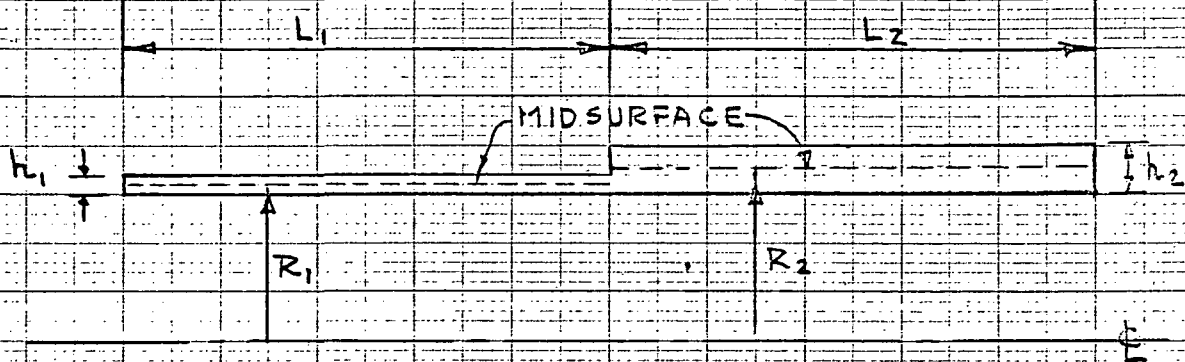 L1 L2
MIDSURFACE
h1 h2
R1 R2
℄